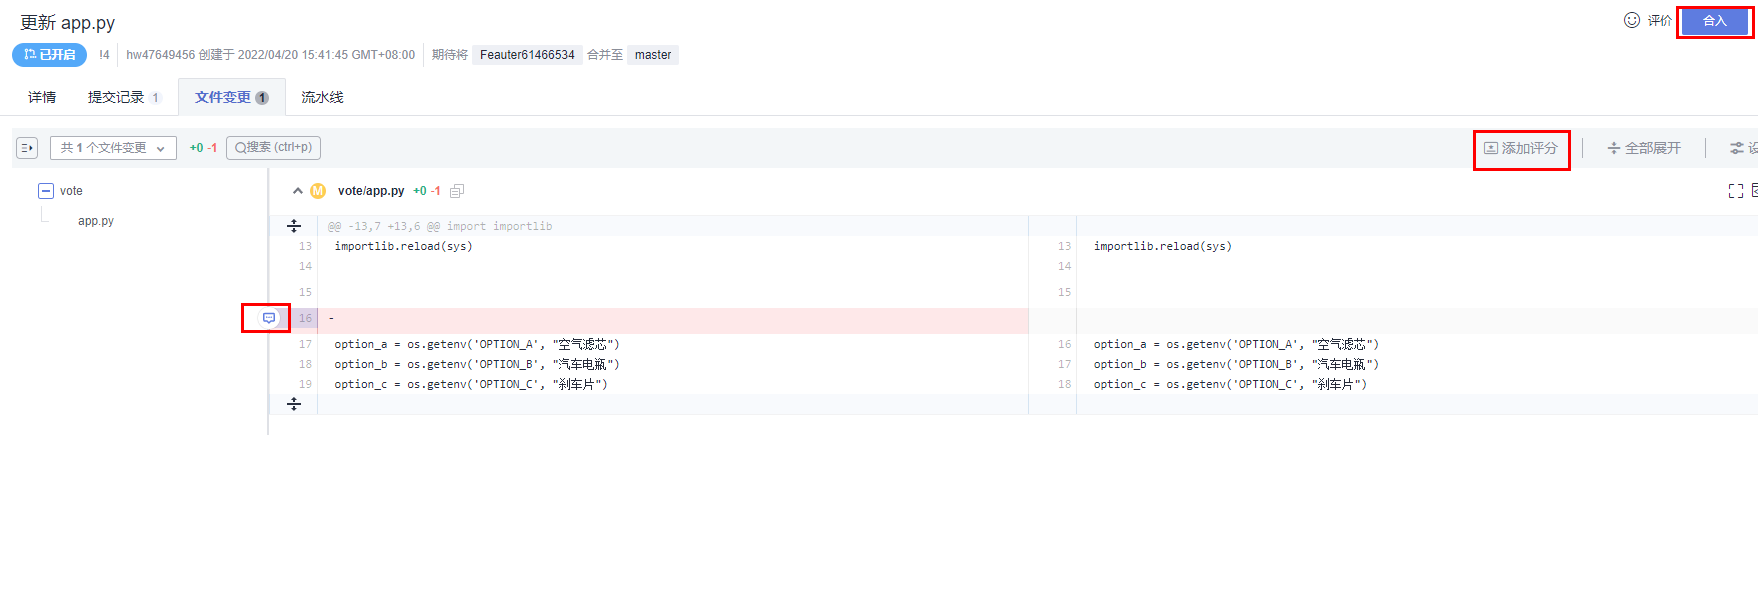 更新 app.py
评价 合入
已开启 !4 hw47649456 创建于 2022/04/20 15:41:45 GMT+08:00 期待将 Feauter61466534 合并至 master
详情 提交记录 1 文件变更 1 流水线
共 1 个文件变更 +0 -1 搜索 (ctrl+p) 添加评分 全部展开
vote
app.py
M vote/app.py +0 -1
@@ -13,7 +13,6 @@ import importlib
13 importlib.reload(sys) 13 importlib.reload(sys)
14 14
15 15
16 -
17 option_a = os.getenv('OPTION_A', "空气滤芯") 16 option_a = os.getenv('OPTION_A', "空气滤芯")
18 option_b = os.getenv('OPTION_B', "汽车电瓶") 17 option_b = os.getenv('OPTION_B', "汽车电瓶")
19 option_c = os.getenv('OPTION_C', "刹车片") 18 option_c = os.getenv('OPTION_C', "刹车片")